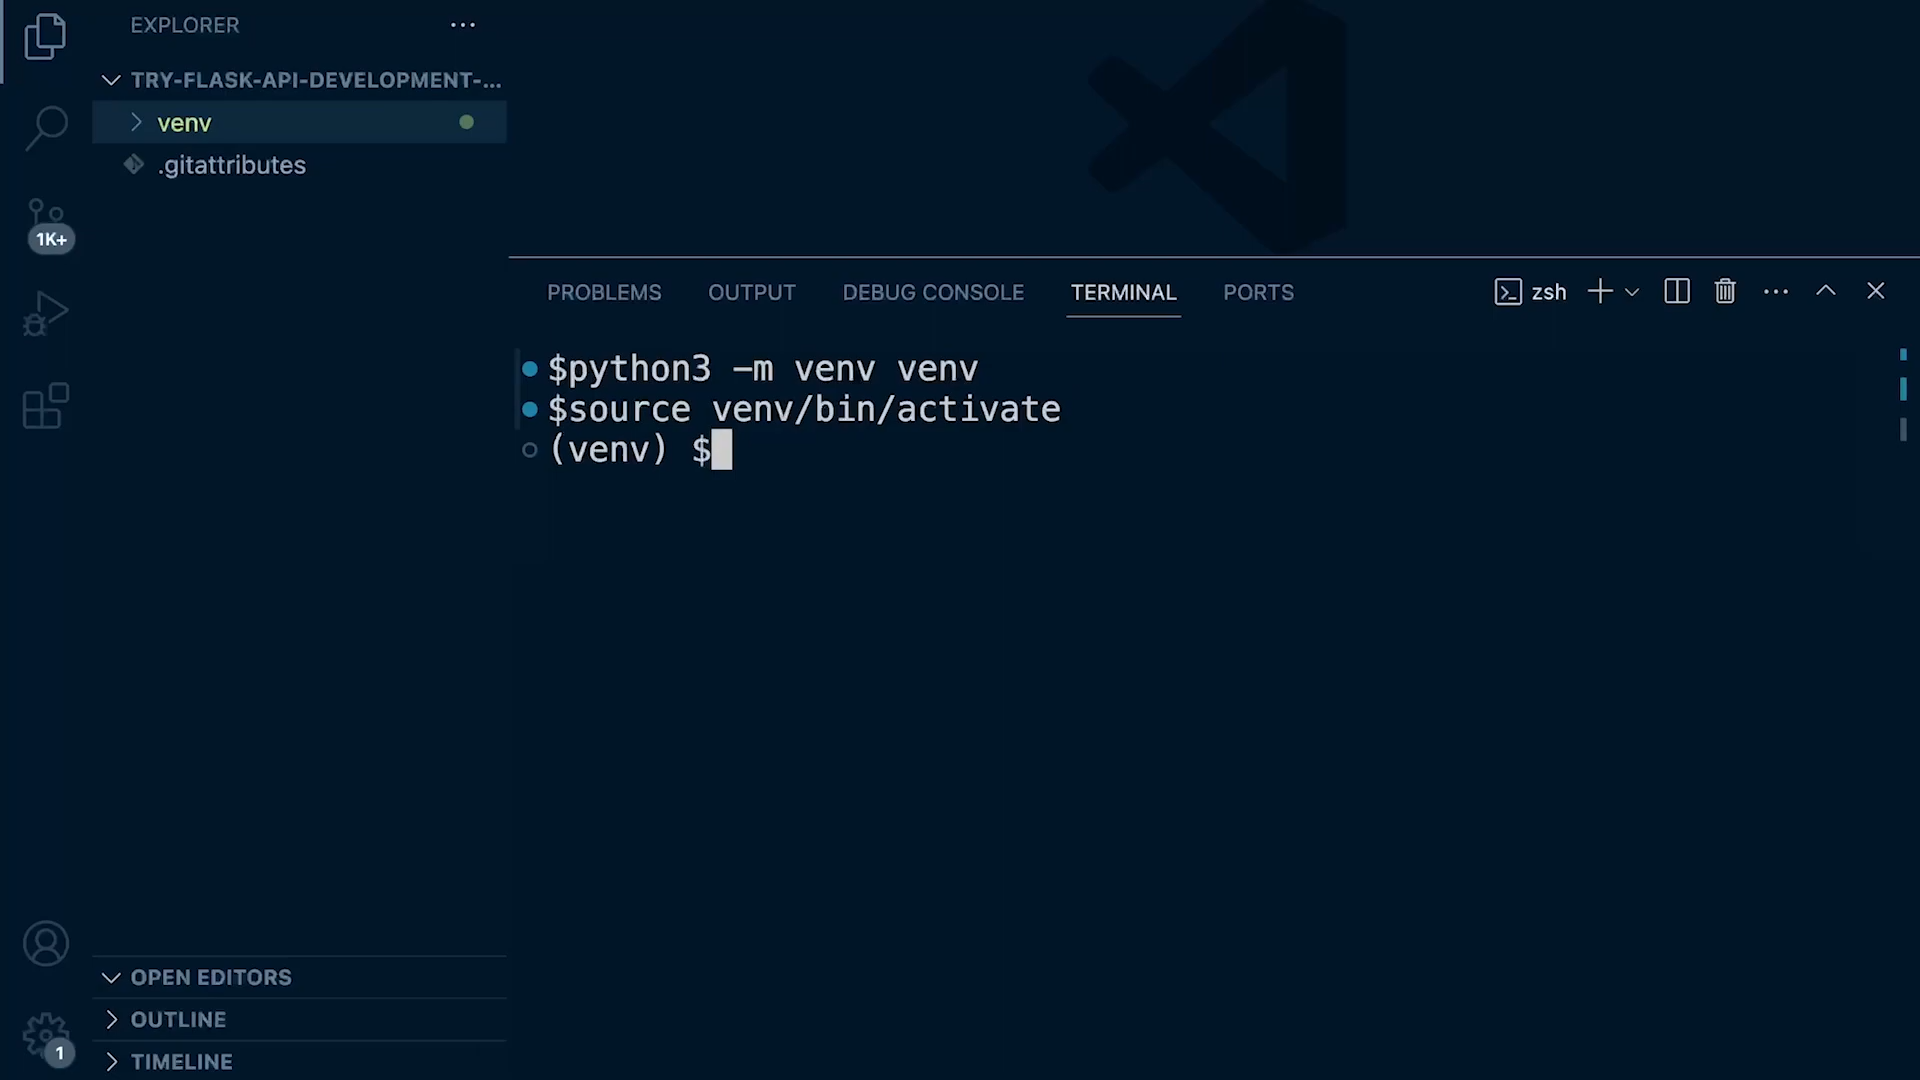 EXPLORER
TRY-FLASK-API-DEVELOPMENT-...
venv
.gitattributes
1K+
PROBLEMS
OUTPUT
DEBUG CONSOLE
TERMINAL
PORTS
zsh
$python3 -m venv venv
$source venv/bin/activate
(venv) $
OPEN EDITORS
OUTLINE
TIMELINE
1